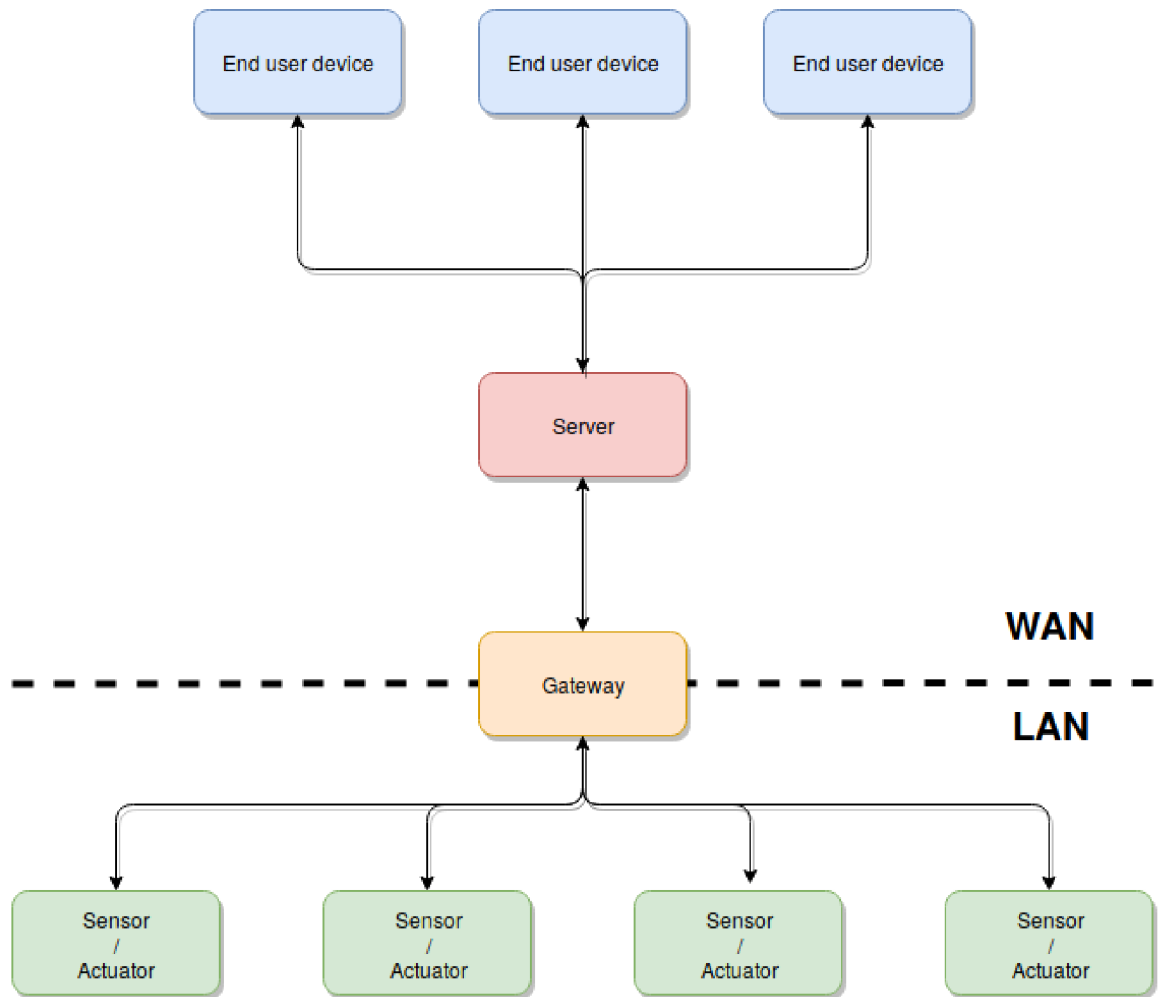 End user device
End user device
End user device
Server
WAN
Gateway
LAN
Sensor
/
Actuator
Sensor
/
Actuator
Sensor
/
Actuator
Sensor
/
Actuator